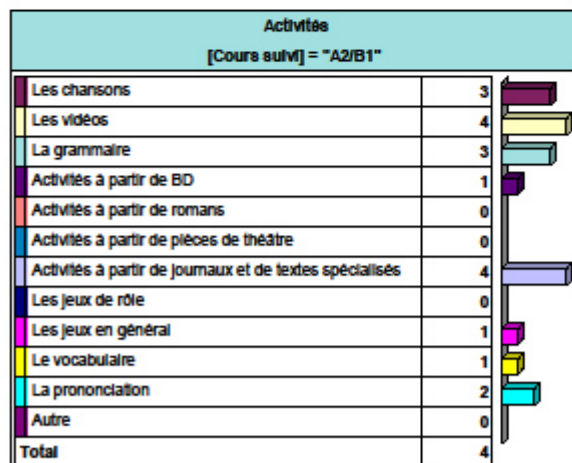 Activités
[Cours suivi] = "A2/B1"
Les chansons 3
Les vidéos 4
La grammaire 3
Activités à partir de BD 1
Activités à partir de romans 0
Activités à partir de pièces de théâtre 0
Activités à partir de journaux et de textes spécialisés 4
Les jeux de rôle 0
Les jeux en général 1
Le vocabulaire 1
La prononciation 2
Autre 0
Total 4